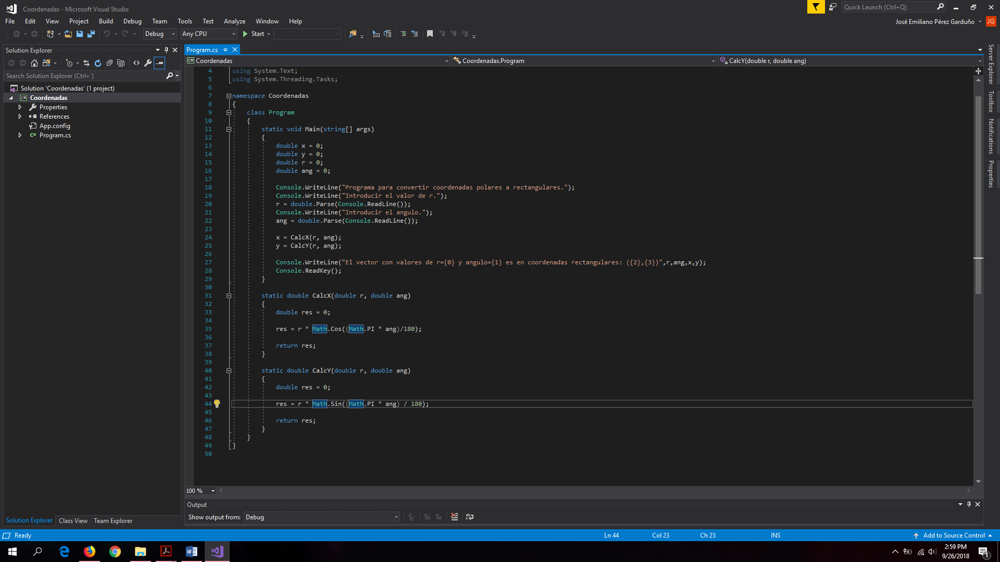 Coordenadas - Microsoft Visual Studio
Quick Launch (Ctrl+Q)
File Edit View Project Build Debug Team Tools Test Analyze Window Help
José Emiliano Pérez Garduño JG
Debug Any CPU Start
Solution Explorer
Search Solution Explorer (Ctrl+´)
Solution 'Coordenadas' (1 project)
C# Coordenadas
Properties
References
App.config
C# Program.cs
Solution Explorer Class View Team Explorer
Program.cs
C# Coordenadas Coordenadas.Program CalcY(double r, double ang)
4 using System.Text;
5 using System.Threading.Tasks;
6
7 namespace Coordenadas
8 {
9 class Program
10 {
11 static void Main(string[] args)
12 {
13 double x = 0;
14 double y = 0;
15 double r = 0;
16 double ang = 0;
17
18 Console.WriteLine("Programa para convertir coordenadas polares a rectangulares.");
19 Console.WriteLine("Introducir el valor de r.");
20 r = double.Parse(Console.ReadLine());
21 Console.WriteLine("Introducir el angulo.");
22 ang = double.Parse(Console.ReadLine());
23
24 x = CalcX(r, ang);
25 y = CalcY(r, ang);
26
27 Console.WriteLine("El vector con valores de r={0} y angulo={1} es en coordenadas rectangulares: ({2},{3})",r,ang,x,y);
28 Console.ReadKey();
29 }
30
31 static double CalcX(double r, double ang)
32 {
33 double res = 0;
34
35 res = r * Math.Cos((Math.PI * ang)/180);
36
37 return res;
38 }
39
40 static double CalcY(double r, double ang)
41 {
42 double res = 0;
43
44 res = r * Math.Sin((Math.PI * ang) / 180);
45
46 return res;
47 }
48 }
49 }
50
100 %
Output
Show output from: Debug
Server Explorer
Toolbox
Notifications
Properties
Ready Ln 44 Col 23 Ch 23 INS Add to Source Control
2:59 PM
9/26/2018
1